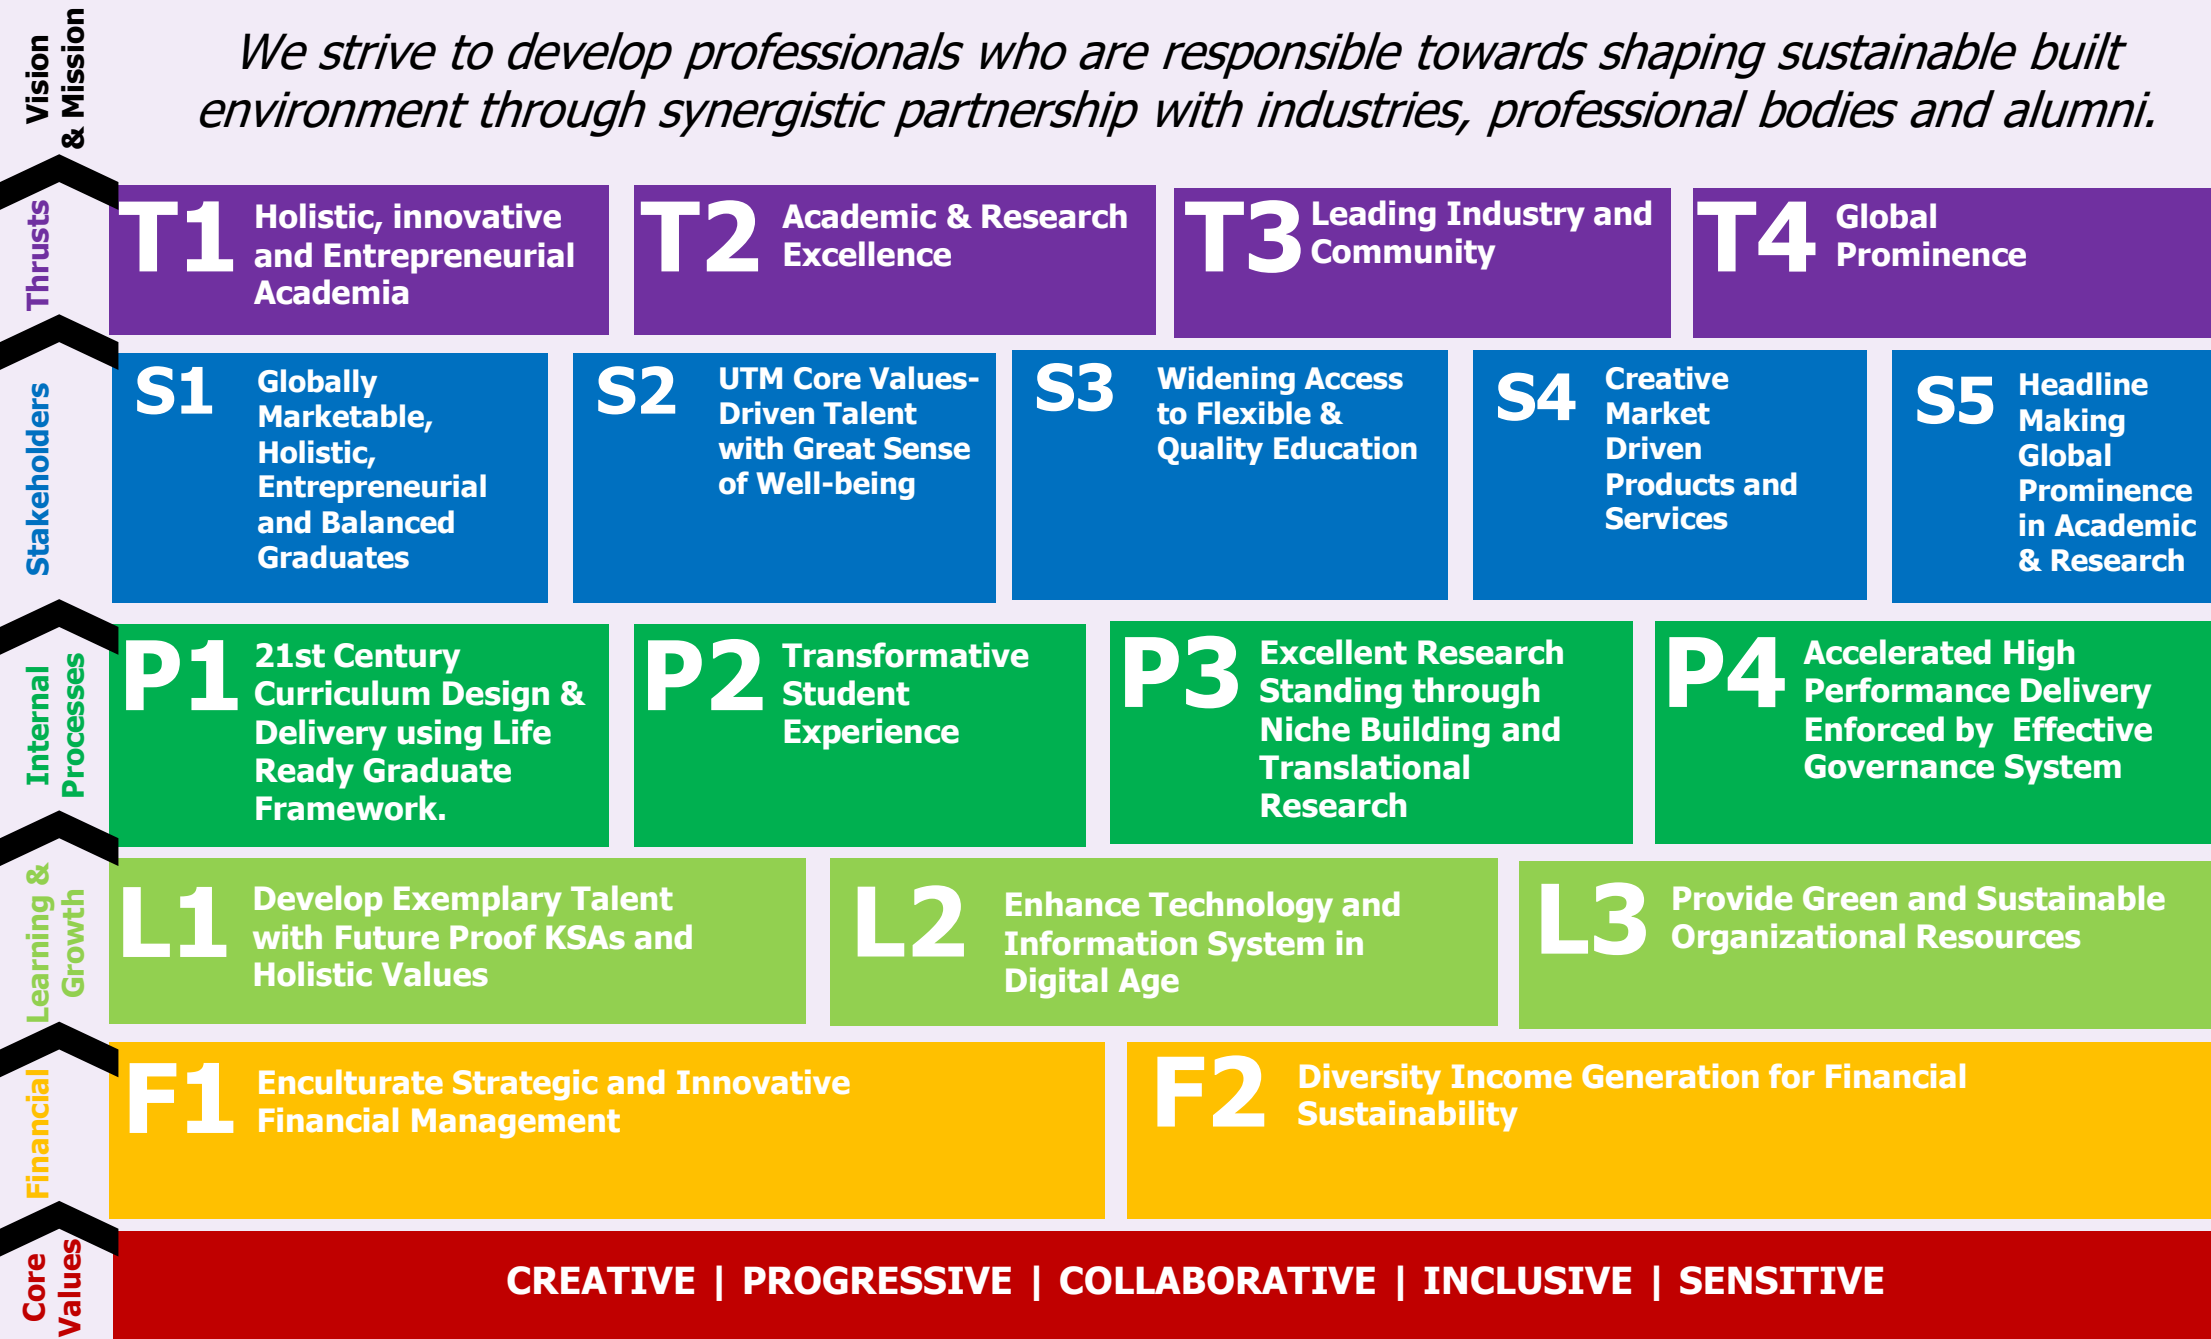 Vision
& Mission
We strive to develop professionals who are responsible towards shaping sustainable built
environment through synergistic partnership with industries, professional bodies and alumni.
Thrusts
T1
Holistic, innovative
and Entrepreneurial
Academia
T2
Academic & Research
Excellence
T3
Leading Industry and
Community
T4
Global
Prominence
Stakeholders
S1
Globally
Marketable,
Holistic,
Entrepreneurial
and Balanced
Graduates
S2
UTM Core Values-
Driven Talent
with Great Sense
of Well-being
S3
Widening Access
to Flexible &
Quality Education
S4
Creative
Market
Driven
Products and
Services
S5
Headline
Making
Global
Prominence
in Academic
& Research
Internal
Processes
P1
21st Century
Curriculum Design &
Delivery using Life
Ready Graduate
Framework.
P2
Transformative
Student
Experience
P3
Excellent Research
Standing through
Niche Building and
Translational
Research
P4
Accelerated High
Performance Delivery
Enforced by Effective
Governance System
Learning &
Growth
L1
Develop Exemplary Talent
with Future Proof KSAs and
Holistic Values
L2
Enhance Technology and
Information System in
Digital Age
L3
Provide Green and Sustainable
Organizational Resources
Financial
F1
Enculturate Strategic and Innovative
Financial Management
F2
Diversity Income Generation for Financial
Sustainability
Core
Values
CREATIVE | PROGRESSIVE | COLLABORATIVE | INCLUSIVE | SENSITIVE